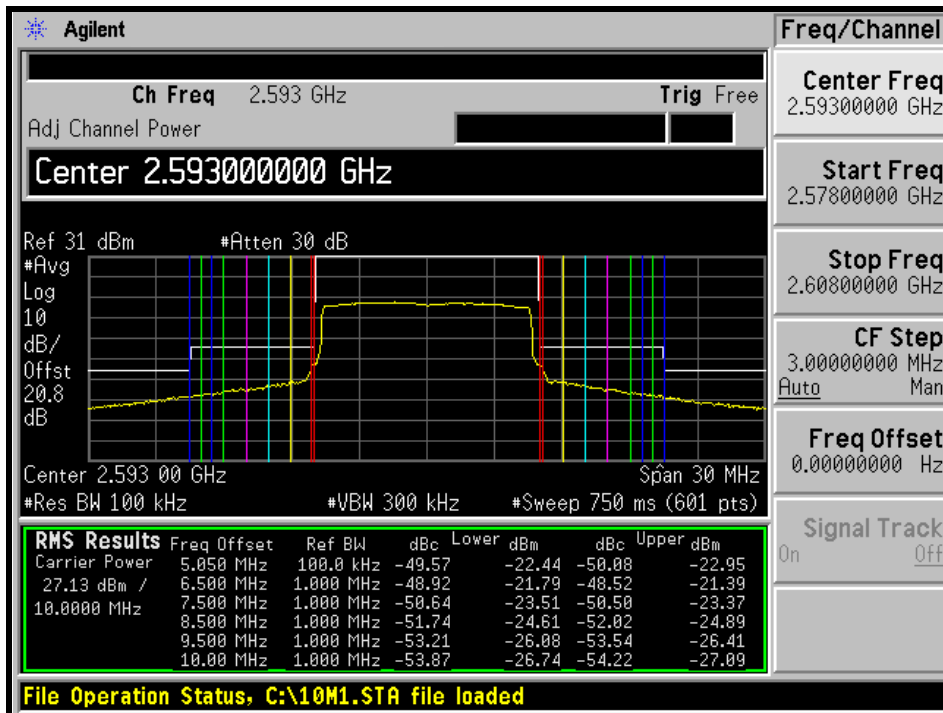 Agilent
Freq/Channel
Ch Freq 2.593 GHz Trig Free
Adj Channel Power
Center 2.593000000 GHz
Ref 31 dBm #Atten 30 dB
#Avg
Log
10
dB/
Offst
20.8
dB
Center 2.593 00 GHz Span 30 MHz
#Res BW 100 kHz #VBW 300 kHz #Sweep 750 ms (601 pts)
RMS Results Freq Offset Ref BW dBc Lower dBm dBc Upper dBm
Carrier Power 5.050 MHz 100.0 kHz -49.57 -22.44 -50.08 -22.95
27.13 dBm / 6.500 MHz 1.000 MHz -48.92 -21.79 -48.52 -21.39
10.0000 MHz 7.500 MHz 1.000 MHz -50.64 -23.51 -50.50 -23.37
8.500 MHz 1.000 MHz -51.74 -24.61 -52.02 -24.89
9.500 MHz 1.000 MHz -53.21 -26.08 -53.54 -26.41
10.00 MHz 1.000 MHz -53.87 -26.74 -54.22 -27.09
File Operation Status, C:\10M1.STA file loaded
Center Freq
2.59300000 GHz
Start Freq
2.57800000 GHz
Stop Freq
2.60800000 GHz
CF Step
3.00000000 MHz
Auto Man
Freq Offset
0.00000000 Hz
Signal Track
On Off